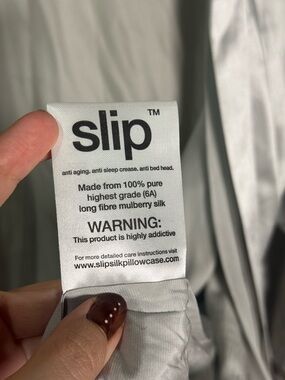 slip™
anti aging. anti sleep crease. anti bed head.
Made from 100% pure
highest grade (6A)
long fibre mulberry silk
WARNING:
This product is highly addictive
For more detailed care instructions visit
www.slipsilkpillowcase.com